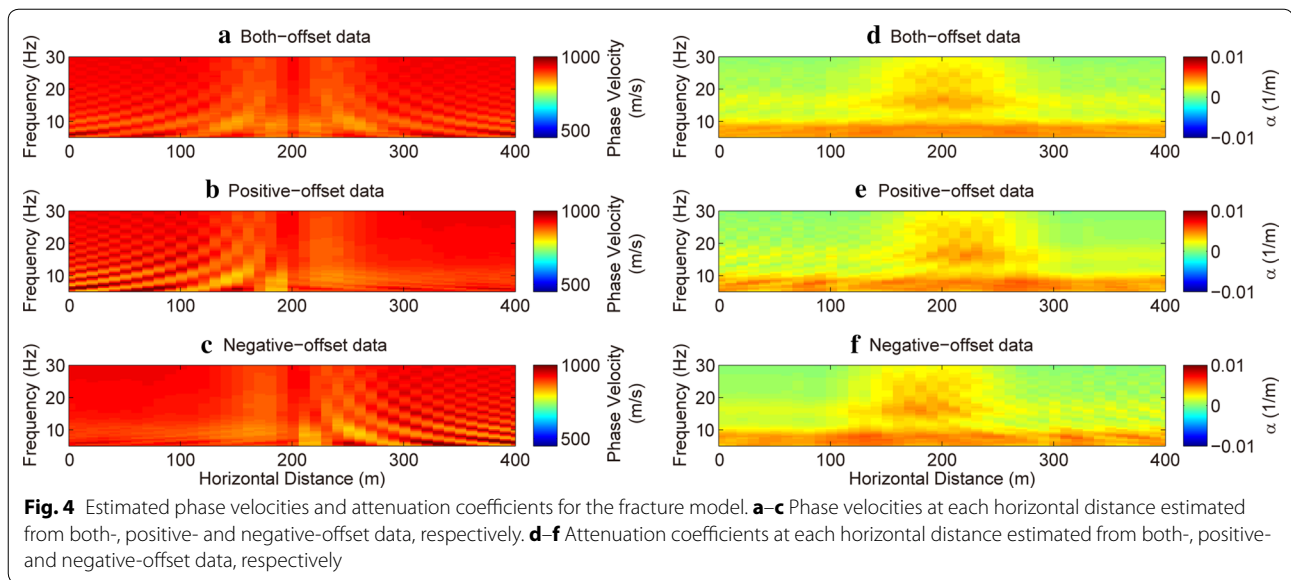 a Both-offset data
Frequency (Hz)
30
20
10
0 100 200 300 400
1000
500
Phase Velocity
(m/s)
d Both-offset data
Frequency (Hz)
30
20
10
0 100 200 300 400
0.01
0
−0.01
α (1/m)
b Positive-offset data
Frequency (Hz)
30
20
10
0 100 200 300 400
1000
500
Phase Velocity
(m/s)
e Positive-offset data
Frequency (Hz)
30
20
10
0 100 200 300 400
0.01
0
−0.01
α (1/m)
c Negative-offset data
Frequency (Hz)
30
20
10
0 100 200 300 400
Horizontal Distance (m)
1000
500
Phase Velocity
(m/s)
f Negative-offset data
Frequency (Hz)
30
20
10
0 100 200 300 400
Horizontal Distance (m)
0.01
0
−0.01
α (1/m)
Fig. 4 Estimated phase velocities and attenuation coefficients for the fracture model. a–c Phase velocities at each horizontal distance estimated
from both-, positive- and negative-offset data, respectively. d–f Attenuation coefficients at each horizontal distance estimated from both-, positive-
and negative-offset data, respectively